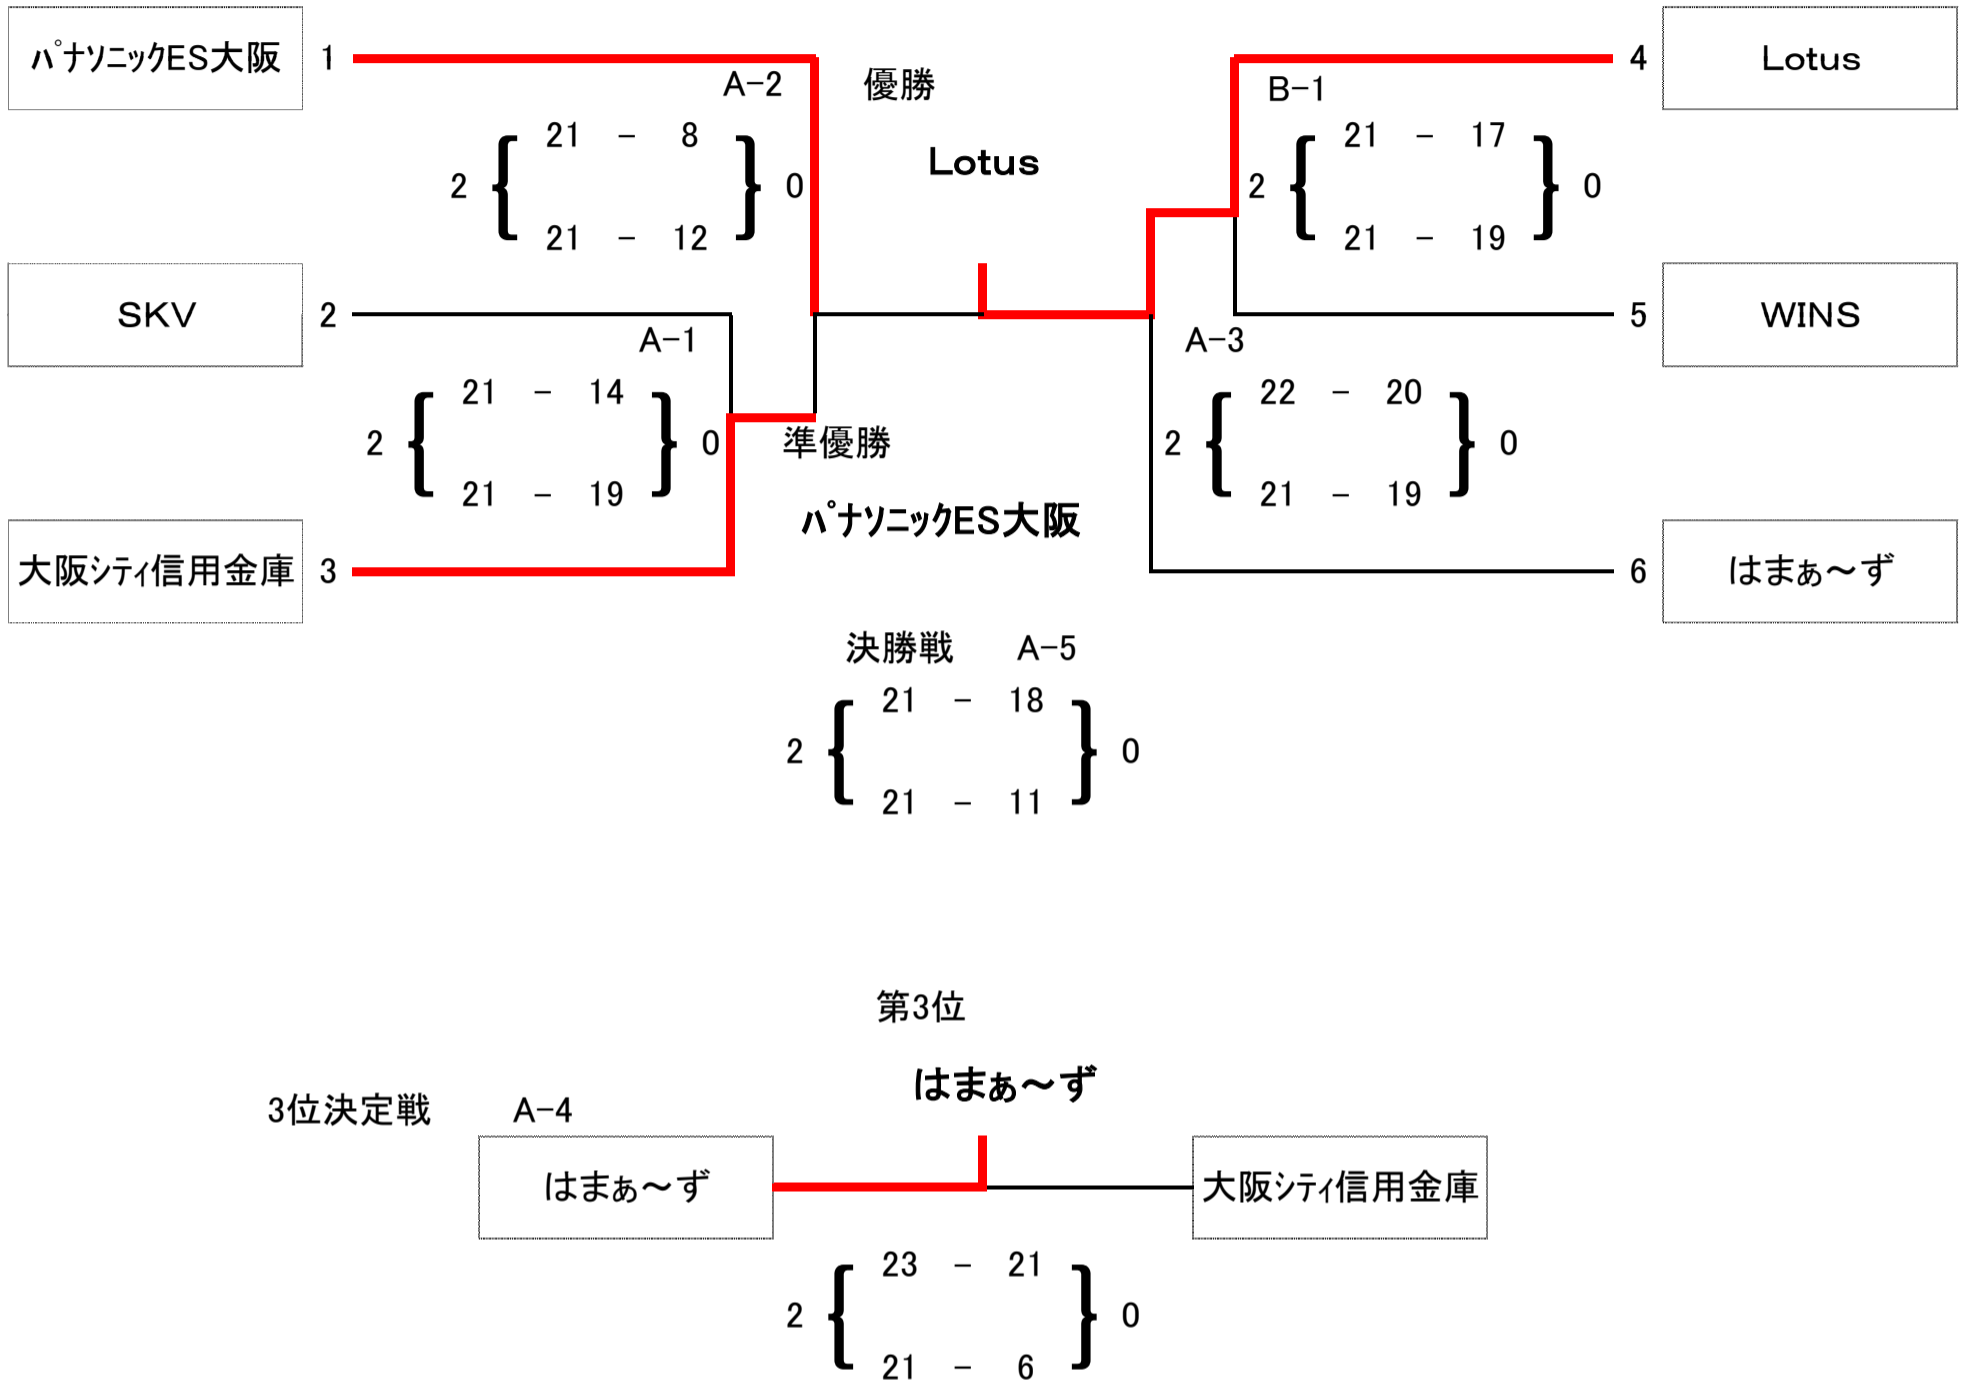 ﾊﾟﾅｿﾆｯｸES大阪 1 4 Lotus
A-2 優勝 B-1
21 - 8 21 - 17
Lotus
2 { } 0 2 { } 0
21 - 12 21 - 19
SKV 2 5 WINS
A-1 A-3
21 - 14 22 - 20
2 { } 0 準優勝 2 { } 0
21 - 19 21 - 19
ﾊﾟﾅｿﾆｯｸES大阪
大阪ｼﾃｨ信用金庫 3 6 はまぁ～ず
決勝戦 A-5
21 - 18
2 { } 0
21 - 11
第3位
はまぁ～ず
3位決定戦 A-4
はまぁ～ず 大阪ｼﾃｨ信用金庫
23 - 21
2 { } 0
21 - 6